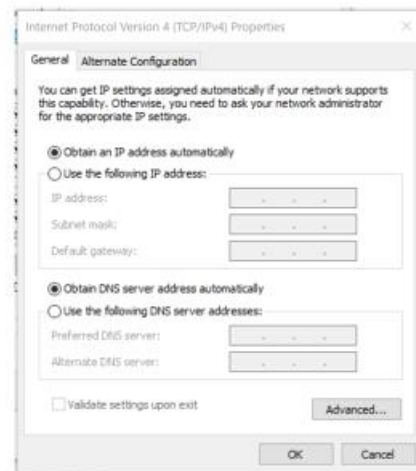 Internet Protocol Version 4 (TCP/IPv4) Properties
General
Alternate Configuration
You can get IP settings assigned automatically if your network supports
this capability. Otherwise, you need to ask your network administrator
for the appropriate IP settings.
Obtain an IP address automatically
Use the following IP address:
IP address:
Subnet mask:
Default gateway:
Obtain DNS server address automatically
Use the following DNS server addresses:
Preferred DNS server:
Alternate DNS server:
Validate settings upon exit
Advanced...
OK
Cancel